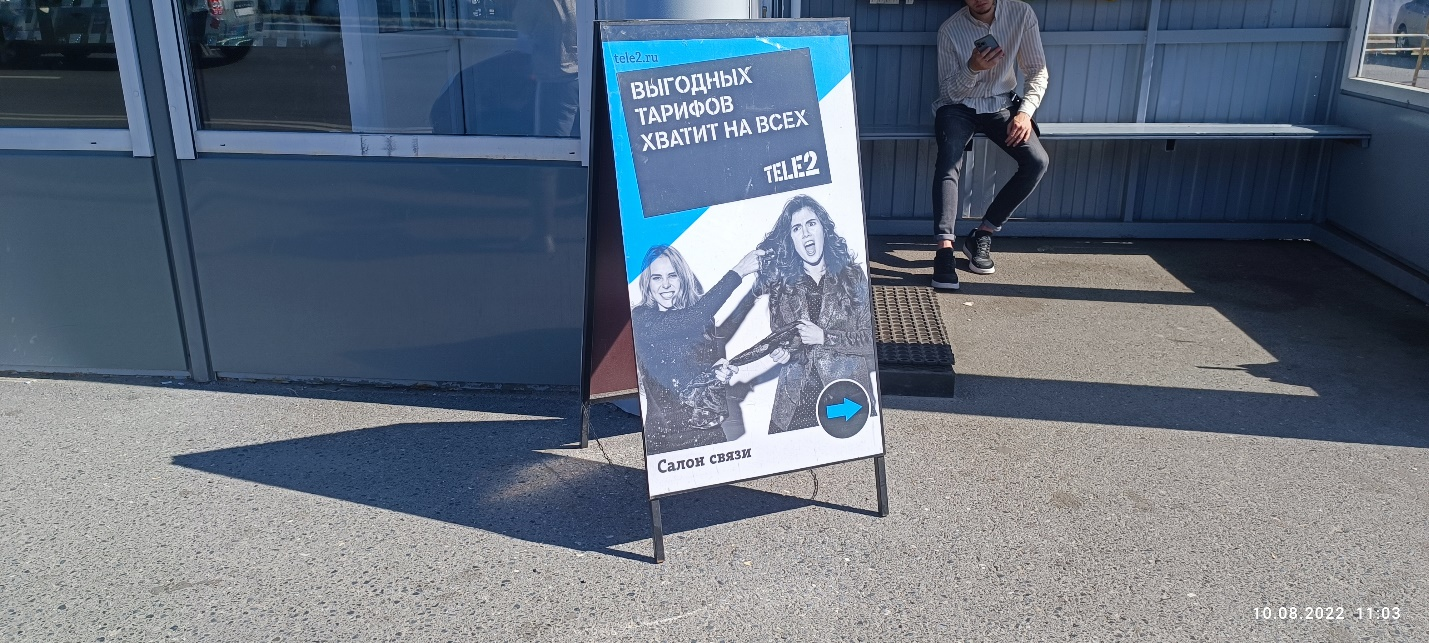 tele2.ru
ВЫГОДНЫХ
ТАРИФОВ
ХВАТИТ НА ВСЕХ
TELE2
Салон связи
10.08.2022 11:03